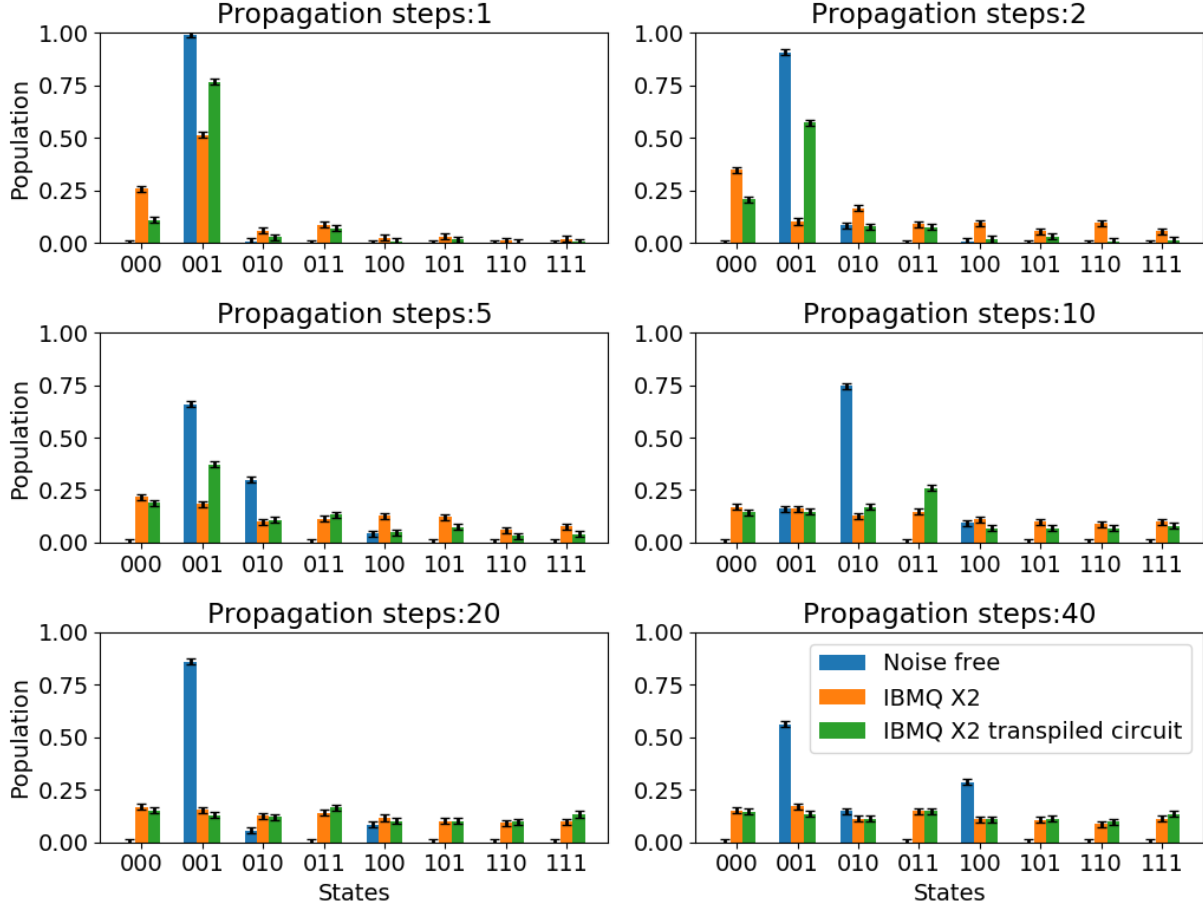 Propagation steps:1
Propagation steps:2
1.00
0.75
0.50
0.25
0.00
Population
000 001 010 011 100 101 110 111
1.00
0.75
0.50
0.25
0.00
Population
000 001 010 011 100 101 110 111
Propagation steps:5
Propagation steps:10
1.00
0.75
0.50
0.25
0.00
Population
000 001 010 011 100 101 110 111
1.00
0.75
0.50
0.25
0.00
Population
000 001 010 011 100 101 110 111
Propagation steps:20
Propagation steps:40
1.00
0.75
0.50
0.25
0.00
Population
000 001 010 011 100 101 110 111
States
1.00
0.75
0.50
0.25
0.00
Population
Noise free
IBMQ X2
IBMQ X2 transpiled circuit
000 001 010 011 100 101 110 111
States